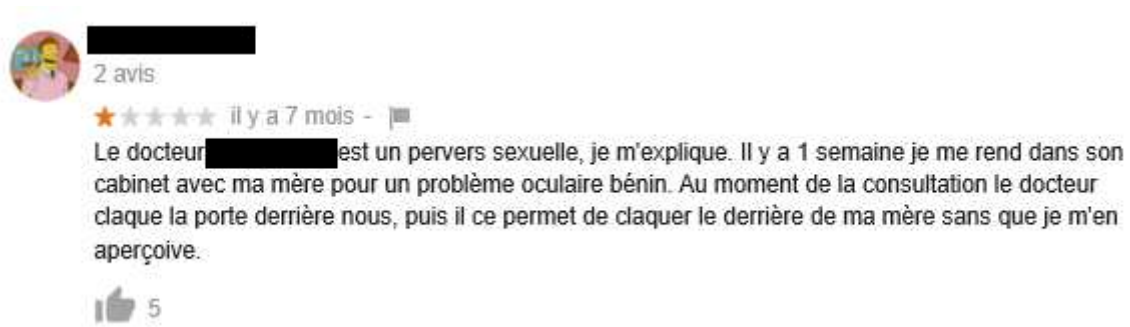 2 avis
il y a 7 mois -
Le docteur est un pervers sexuelle, je m'explique. Il y a 1 semaine je me rend dans son
cabinet avec ma mère pour un problème oculaire bénin. Au moment de la consultation le docteur
claque la porte derrière nous, puis il ce permet de claquer le derrière de ma mère sans que je m'en
aperçoive.
5